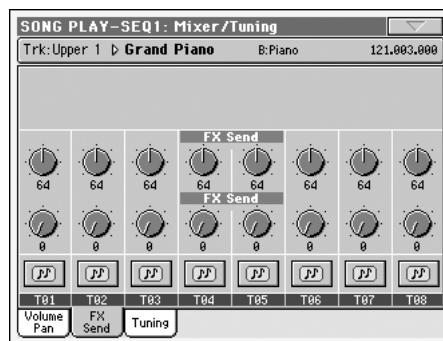 SONG PLAY-SEQ1: Mixer/Tuning
Trk:Upper 1 Grand Piano B:Piano 121.003.000
FX Send
64 64 64 64 64 64 64 64
FX Send
0 0 0 0 0 0 0 0
T01 T02 T03 T04 T05 T06 T07 T08
Volume Pan FX Send Tuning